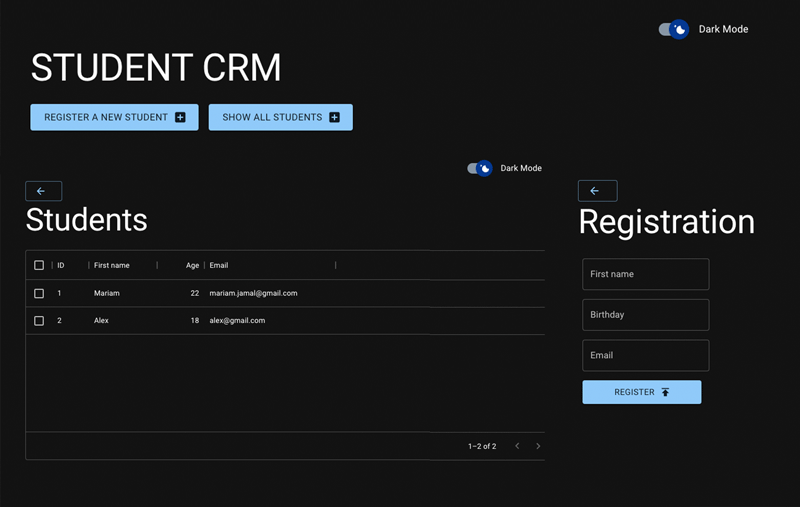 Dark Mode
STUDENT CRM
REGISTER A NEW STUDENT
SHOW ALL STUDENTS
Dark Mode
Students
ID First name Age Email
1 Mariam 22 mariam.jamal@gmail.com
2 Alex 18 alex@gmail.com
1–2 of 2
Registration
First name
Birthday
Email
REGISTER